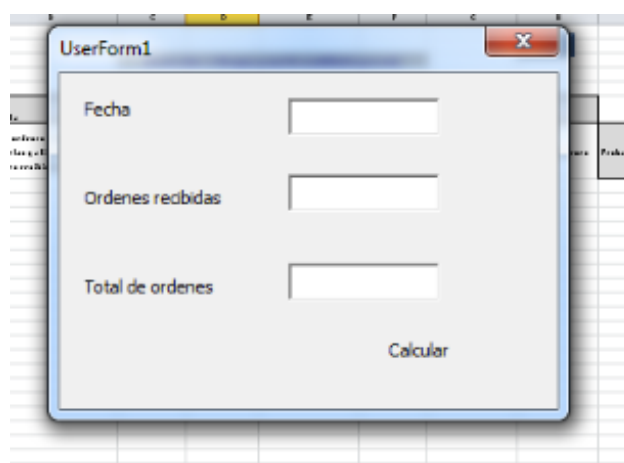 B C D E F G
UserForm1
Fecha
Ordenes recibidas
Total de ordenes
Calcular